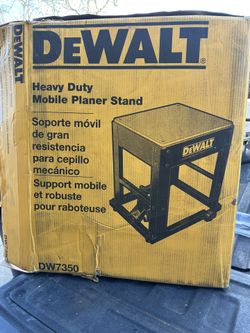 DEWALT®
Heavy Duty
Mobile Planer Stand
Soporte móvil
de gran
resistencia
para cepillo
mecánico
Support mobile
et robuste
pour raboteuse
DW7350
DEWALT
DEWALT